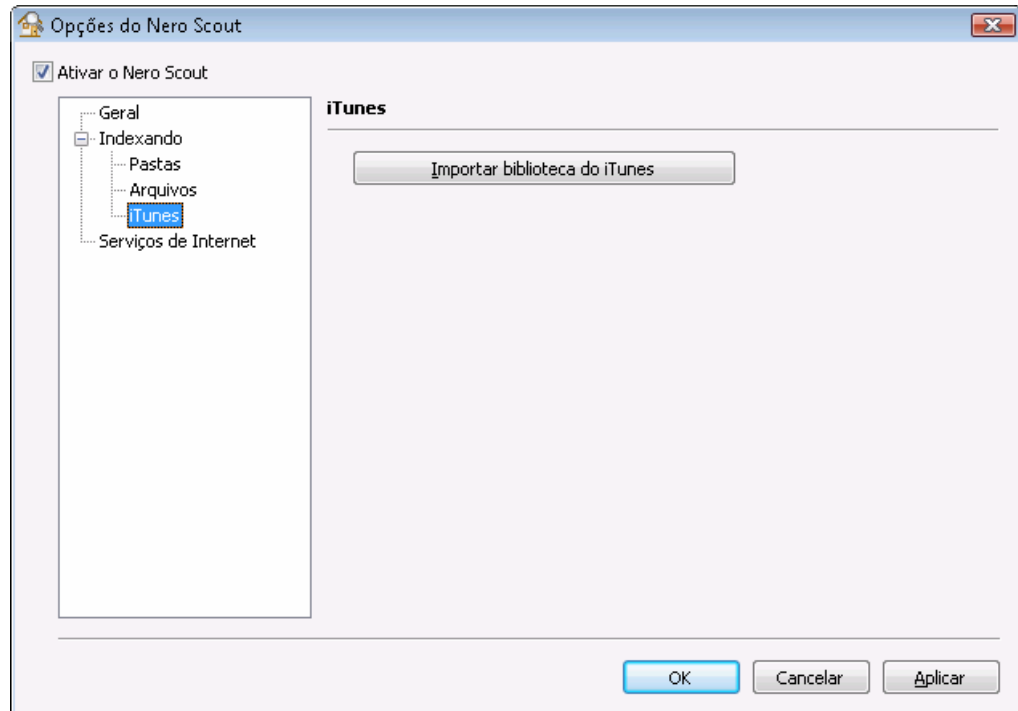 Opções do Nero Scout
Ativar o Nero Scout
Geral
Indexando
Pastas
Arquivos
iTunes
Serviços de Internet
iTunes
Importar biblioteca do iTunes
OK
Cancelar
Aplicar